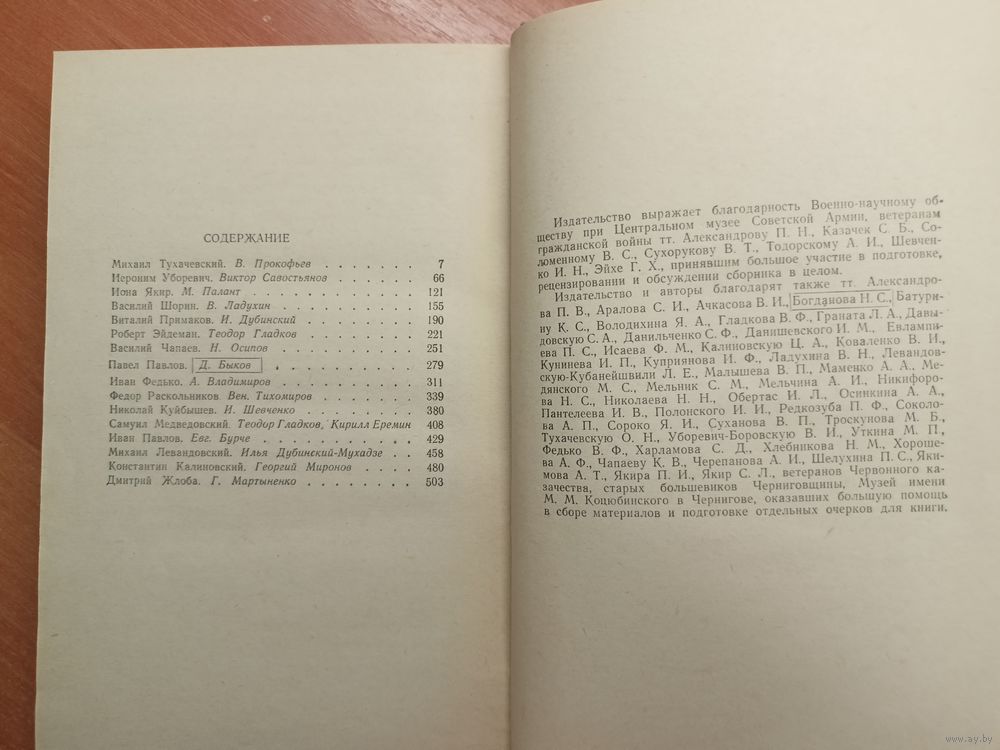 СОДЕРЖАНИЕ
Михаил Тухачевский. В. Прокофьев . . . . . . . 7
Иероним Уборевич. Виктор Савостьянов . . . . . . 66
Иона Якир. М. Палант . . . . . . . . . . 121
Василий Шорин. В. Ладухин . . . . . . . . 155
Виталий Примаков. И. Дубинский . . . . . . . 190
Роберт Эйдеман. Теодор Гладков . . . . . . . 221
Василий Чапаев. Н. Осипов . . . . . . . . 251
Павел Павлов. Д. Быков . . . . . . . . . 279
Иван Федько. А. Владимиров . . . . . . . . 311
Федор Раскольников. Вен. Тихомиров . . . . . . 339
Николай Куйбышев. И. Шевченко . . . . . . . 380
Самуил Медведовский. Теодор Гладков, Кирилл Еремин 408
Иван Павлов. Евг. Бурче . . . . . . . . . 429
Михаил Левандовский. Илья Дубинский-Мухадзе . . 458
Константин Калиновский. Георгий Миронов . . . . 480
Дмитрий Жлоба. Г. Мартыненко . . . . . . . 503
Издательство выражает благодарность Военно-научному об-
ществу при Центральном музее Советской Армии, ветеранам
гражданской войны тт. Александрову П. Н., Казачек С. Б., Со-
ломенному В. С., Сухорукову В. Т., Тодорскому А. И., Шевчен-
ко И. Н., Эйхе Г. Х., принявшим большое участие в подготовке,
рецензировании и обсуждении сборника в целом.
Издательство и авторы благодарят также тт. Александро-
ва П. В., Аралова С. И., Ачкасова В. И., Богданова Н. С., Батури-
ну К. С., Володихина Я. А., Гладкова В. Ф., Граната Л. А., Давы-
довскую С. А., Данильченко С. Ф., Данишевского И. М., Евлампи-
ева П. С., Исаева Ф. М., Калиновскую Ц. А., Коваленко В. И.,
Кунинева И. П., Куприянова И. Ф., Ладухина В. Н., Левандов-
скую-Кубанейшвили Л. Е., Малышева В. П., Маменко А. А., Ме-
дянского М. С., Мельник С. М., Мельчина А. И., Никифоро-
ва Н. С., Николаева Н. Н., Обертас И. Л., Осинкина А. А.,
Пантелеева И. В., Полонского И. И., Редкозуба П. Ф., Соколо-
ва А. П., Сороко Я. И., Суханова В. П., Троскунова М. Б.,
Тухачевскую О. Н., Уборевич-Боровскую В. И., Уткина М. П.,
Федько В. Ф., Харламова С. Д., Хлебникова Н. М., Хороше-
ва А. Ф., Чапаеву К. В., Черепанова А. И., Шелухина П. С., Яки-
мова А. Т., Якира П. И., Якир С. Л., ветеранов Червонного ка-
зачества, старых большевиков Черниговщины, Музей имени
М. М. Коцюбинского в Чернигове, оказавших большую помощь
в сборе материалов и подготовке отдельных очерков для книги.
www.ay.by